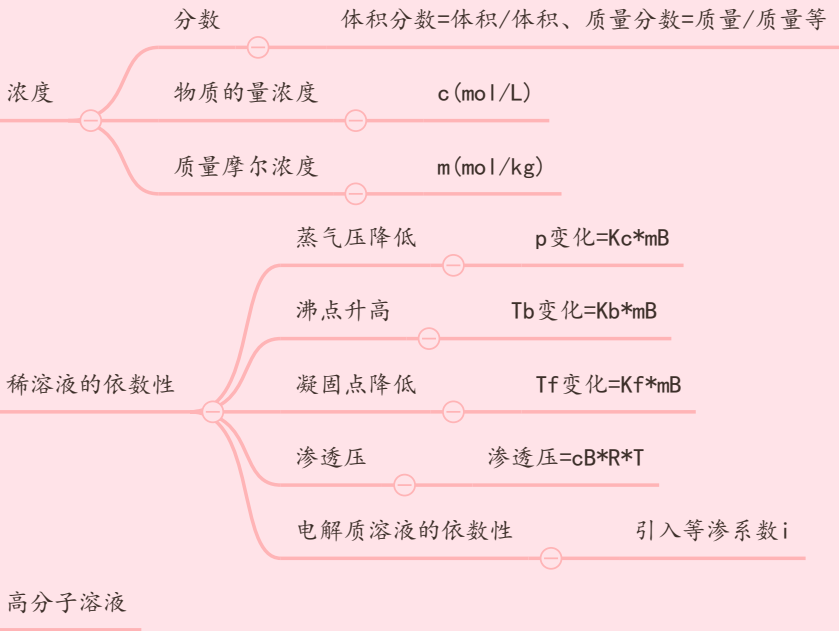 分数 体积分数=体积/体积、质量分数=质量/质量等
浓度 物质的量浓度 c(mol/L)
质量摩尔浓度 m(mol/kg)
蒸气压降低 p变化=Kc*mB
沸点升高 Tb变化=Kb*mB
稀溶液的依数性 凝固点降低 Tf变化=Kf*mB
渗透压 渗透压=cB*R*T
电解质溶液的依数性 引入等渗系数i
高分子溶液